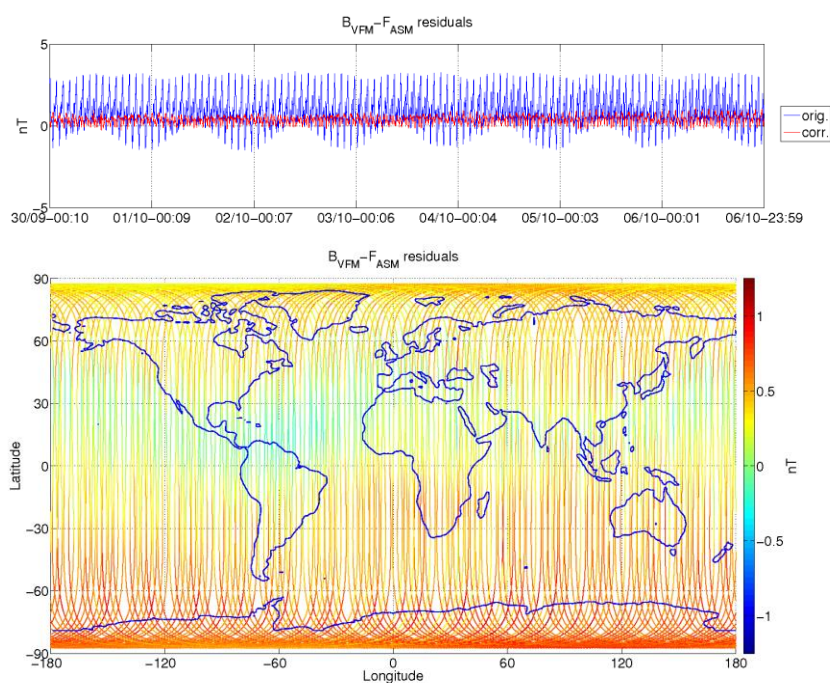 B_VFM−F_ASM residuals
5
0
−5
nT
30/09−00:10 01/10−00:09 02/10−00:07 03/10−00:06 04/10−00:04 05/10−00:03 06/10−00:01 06/10−23:59
orig.
corr.
B_VFM−F_ASM residuals
90
60
30
0
−30
−60
−90
Latitude
−180 −120 −60 0 60 120 180
Longitude
1
0.5
0
−0.5
−1
nT